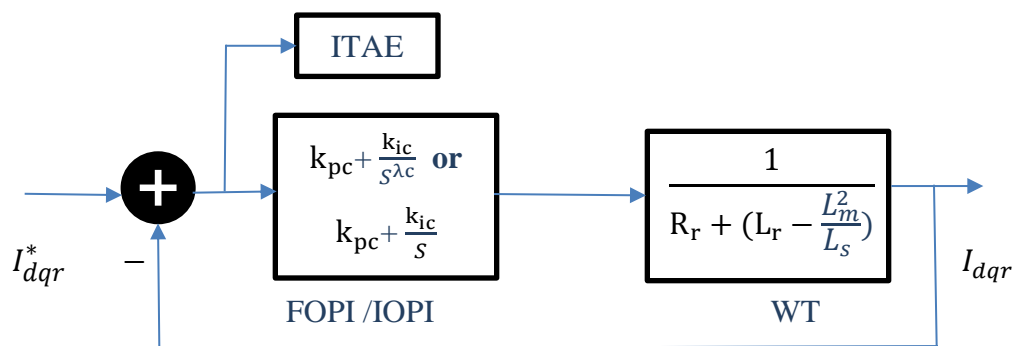 ITAE
k_pc + k_ic/S^λc or
k_pc + k_ic/S
FOPI /IOPI
+
−
I*_dqr
1/(R_r + (L_r − L_m^2/L_s))
WT
I_dqr